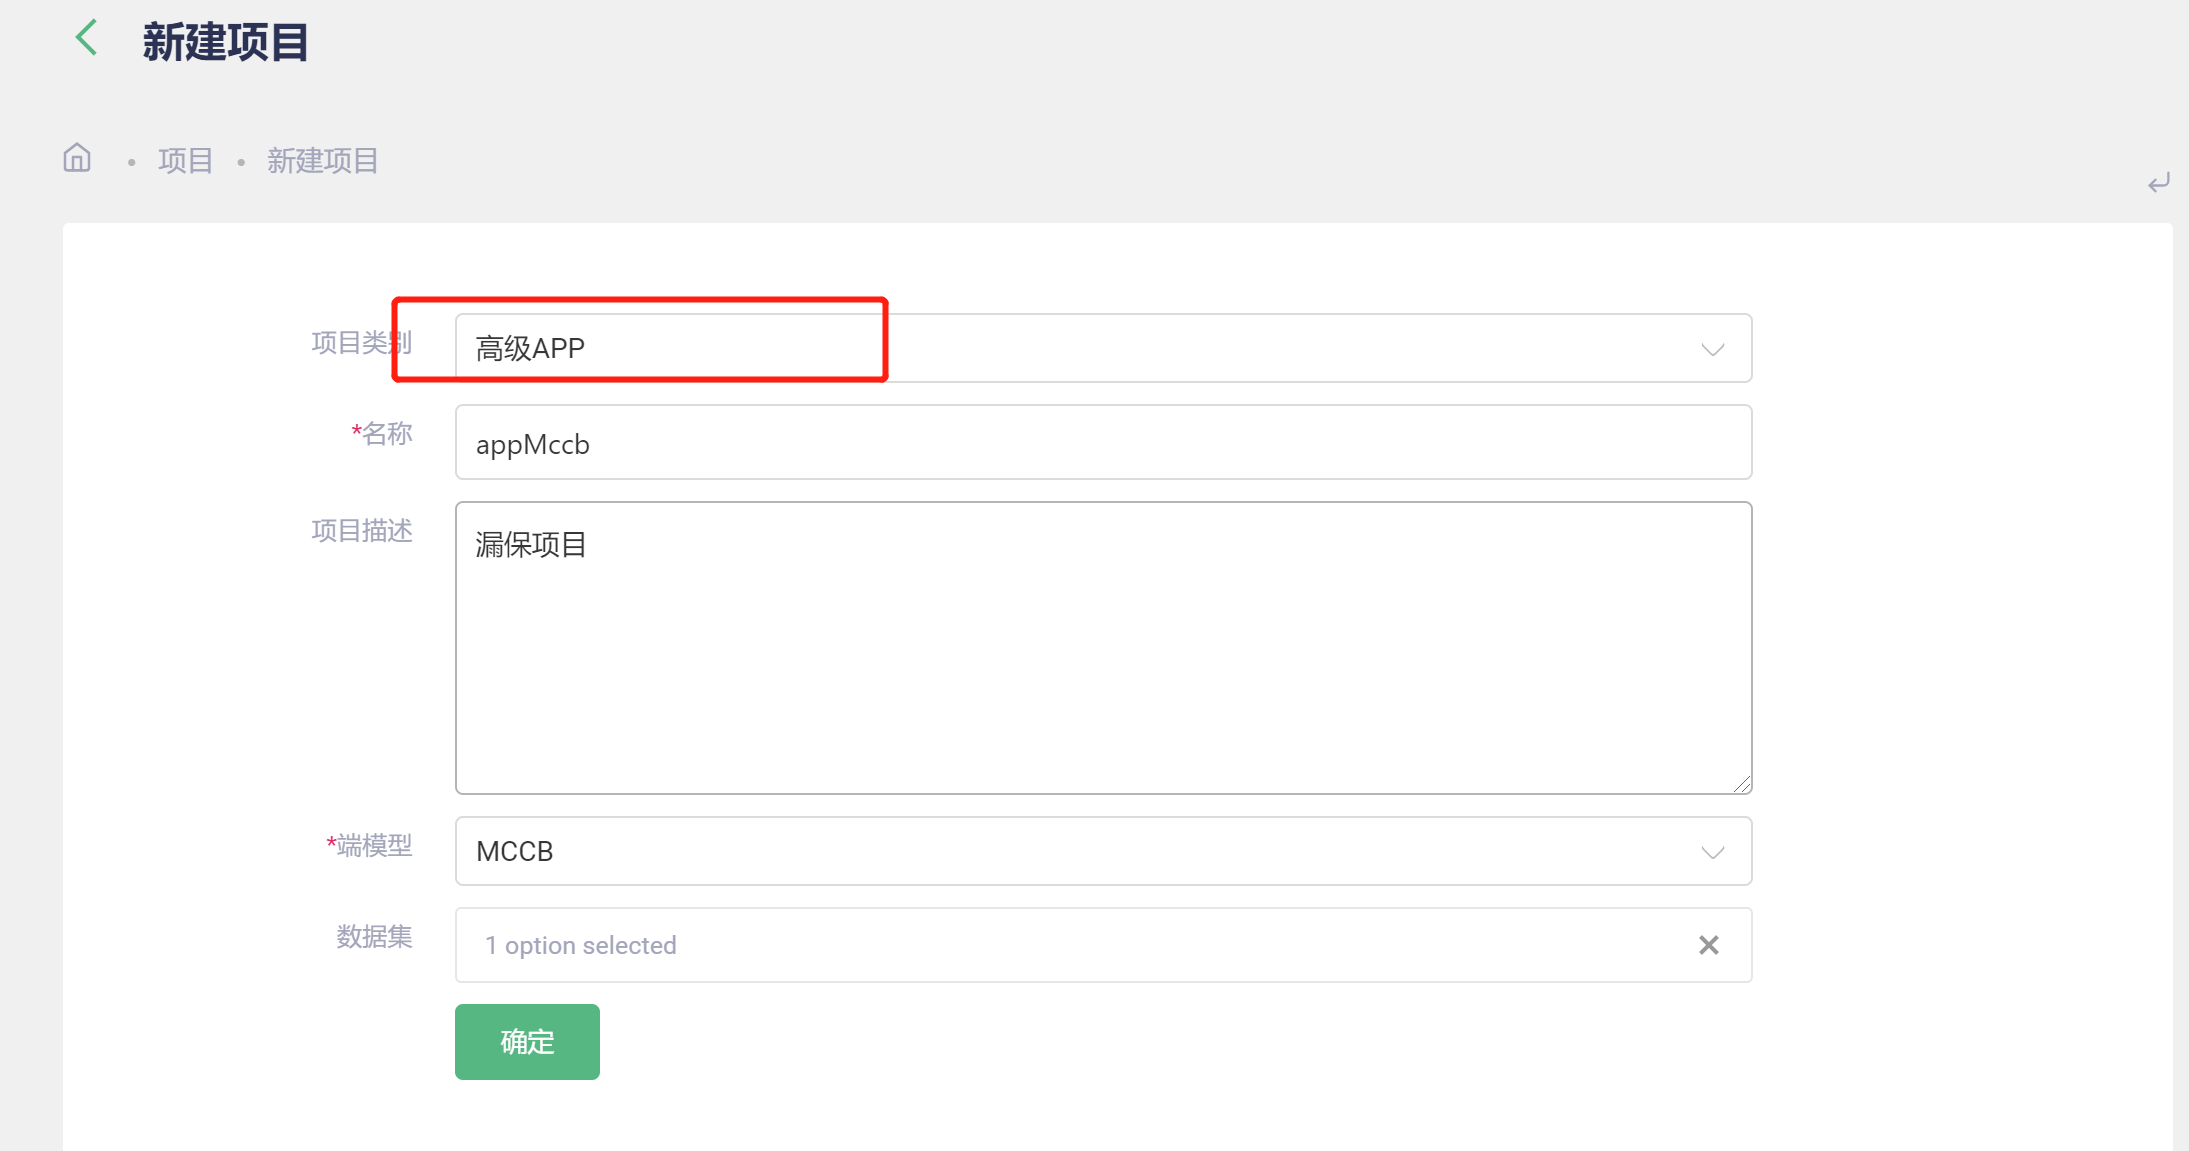 新建项目
项目 • 新建项目
项目类别 高级APP
*名称 appMccb
项目描述 漏保项目
*端模型 MCCB
数据集 1 option selected
确定